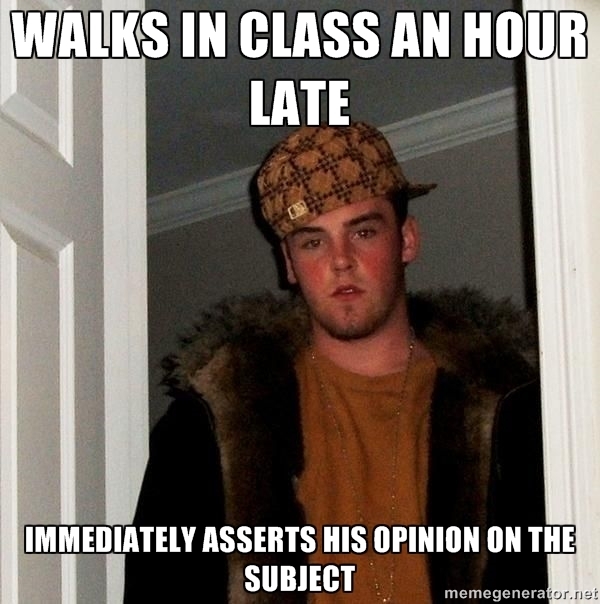 WALKS IN CLASS AN HOUR
LATE
IMMEDIATELY ASSERTS HIS OPINION ON THE
SUBJECT
memegenerator.net